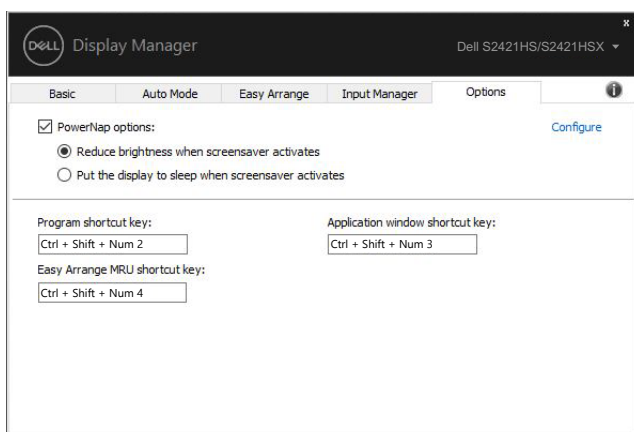 x
DELL Display Manager Dell S2421HS/S2421HSX
Basic Auto Mode Easy Arrange Input Manager Options i
PowerNap options: Configure
Reduce brightness when screensaver activates
Put the display to sleep when screensaver activates
Program shortcut key: Application window shortcut key:
Ctrl + Shift + Num 2 Ctrl + Shift + Num 3
Easy Arrange MRU shortcut key:
Ctrl + Shift + Num 4